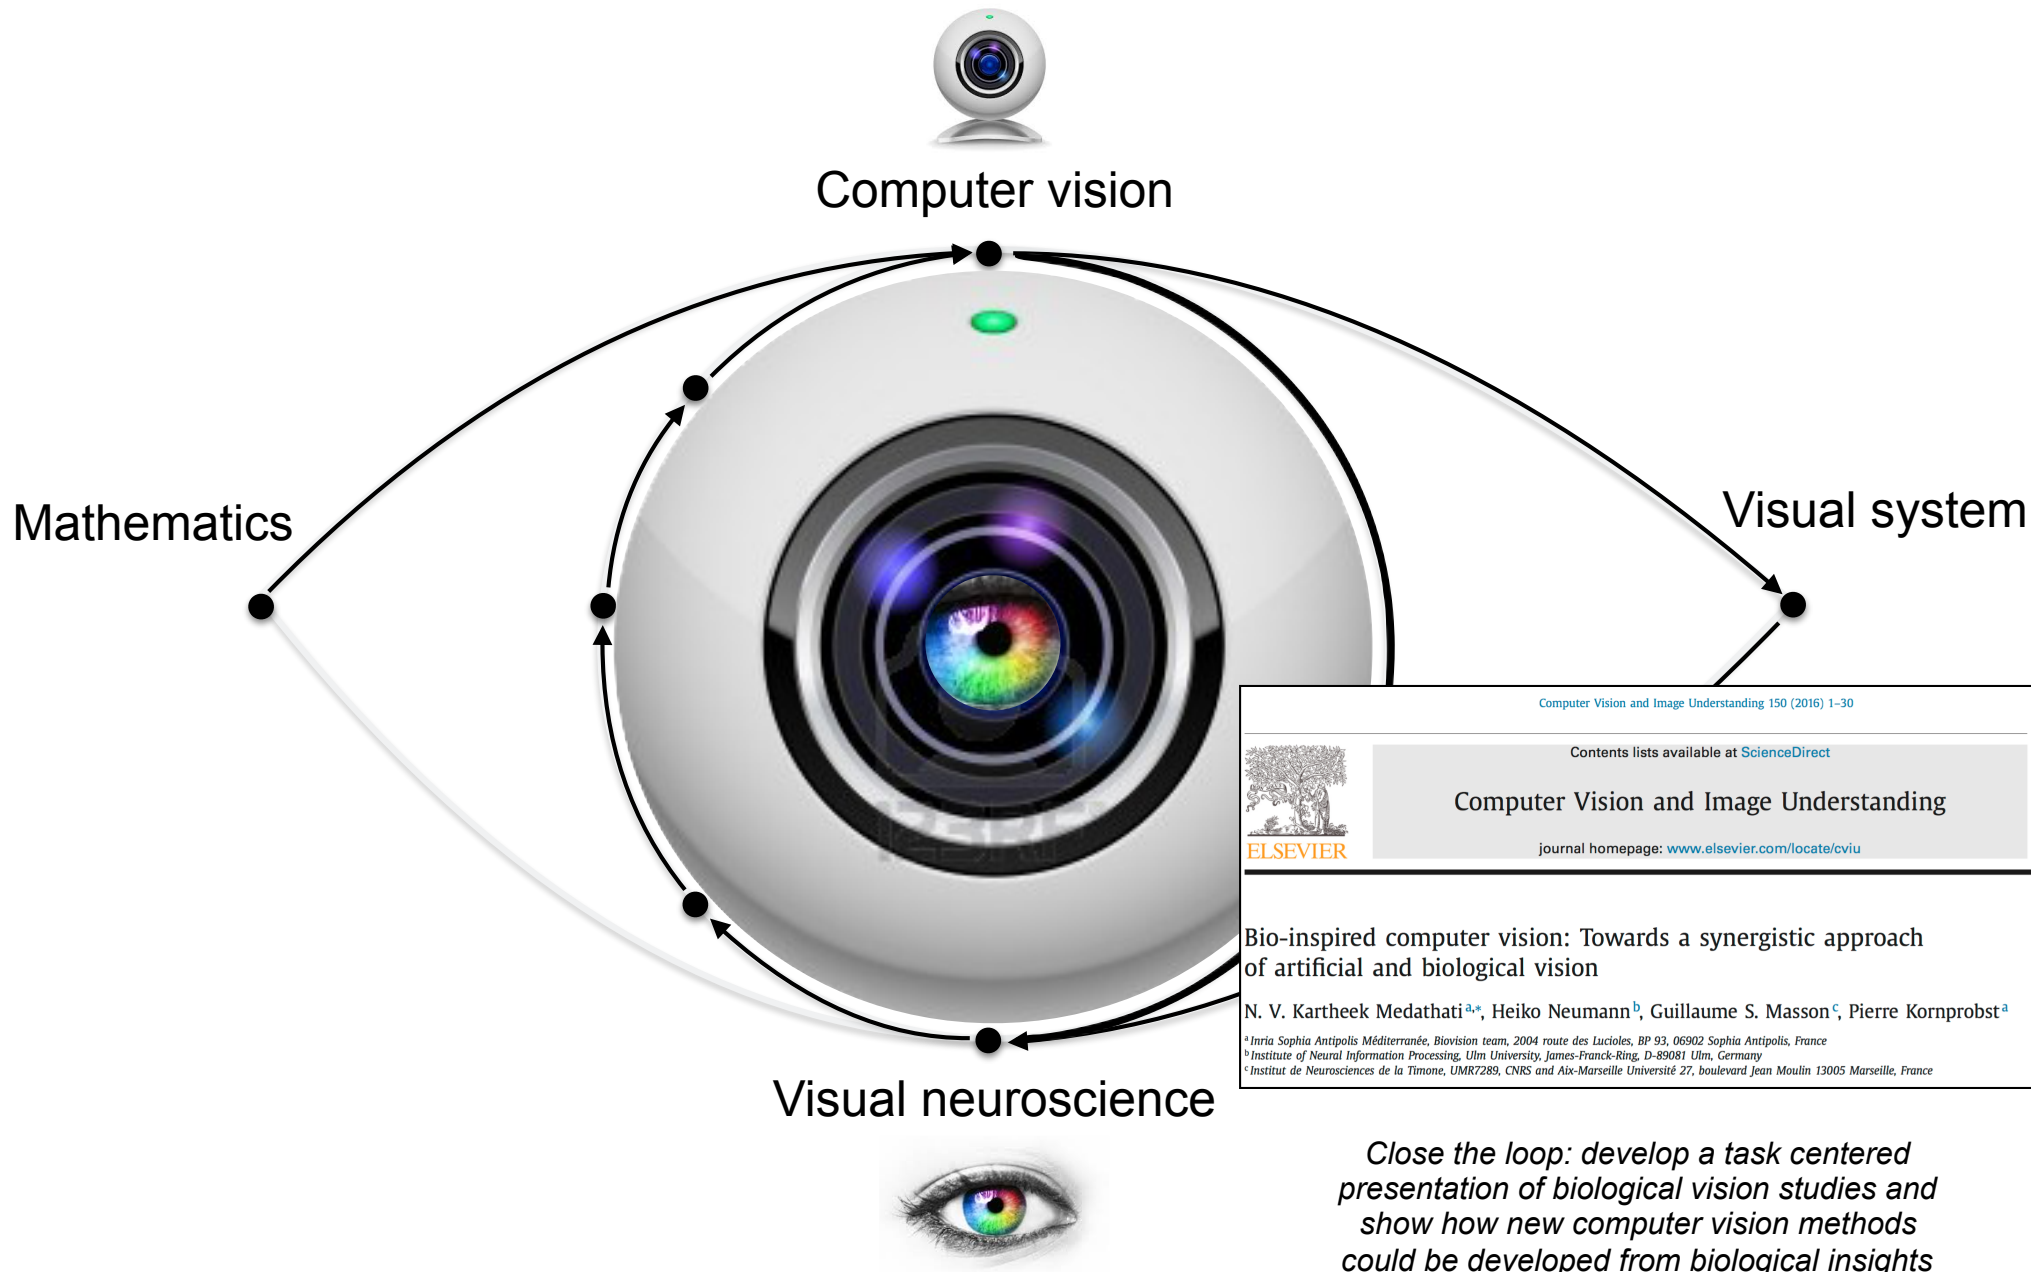 Computer vision
Mathematics
Visual system
123RF
Computer Vision and Image Understanding 150 (2016) 1–30
Contents lists available at ScienceDirect
Computer Vision and Image Understanding
journal homepage: www.elsevier.com/locate/cviu
ELSEVIER
Bio-inspired computer vision: Towards a synergistic approach
of artificial and biological vision
N. V. Kartheek Medathati a,*, Heiko Neumann b, Guillaume S. Masson c, Pierre Kornprobst a
a Inria Sophia Antipolis Méditerranée, Biovision team, 2004 route des Lucioles, BP 93, 06902 Sophia Antipolis, France
b Institute of Neural Information Processing, Ulm University, James-Franck-Ring, D-89081 Ulm, Germany
c Institut de Neurosciences de la Timone, UMR7289, CNRS and Aix-Marseille Université 27, boulevard Jean Moulin 13005 Marseille, France
Visual neuroscience
Close the loop: develop a task centered
presentation of biological vision studies and
show how new computer vision methods
could be developed from biological insights